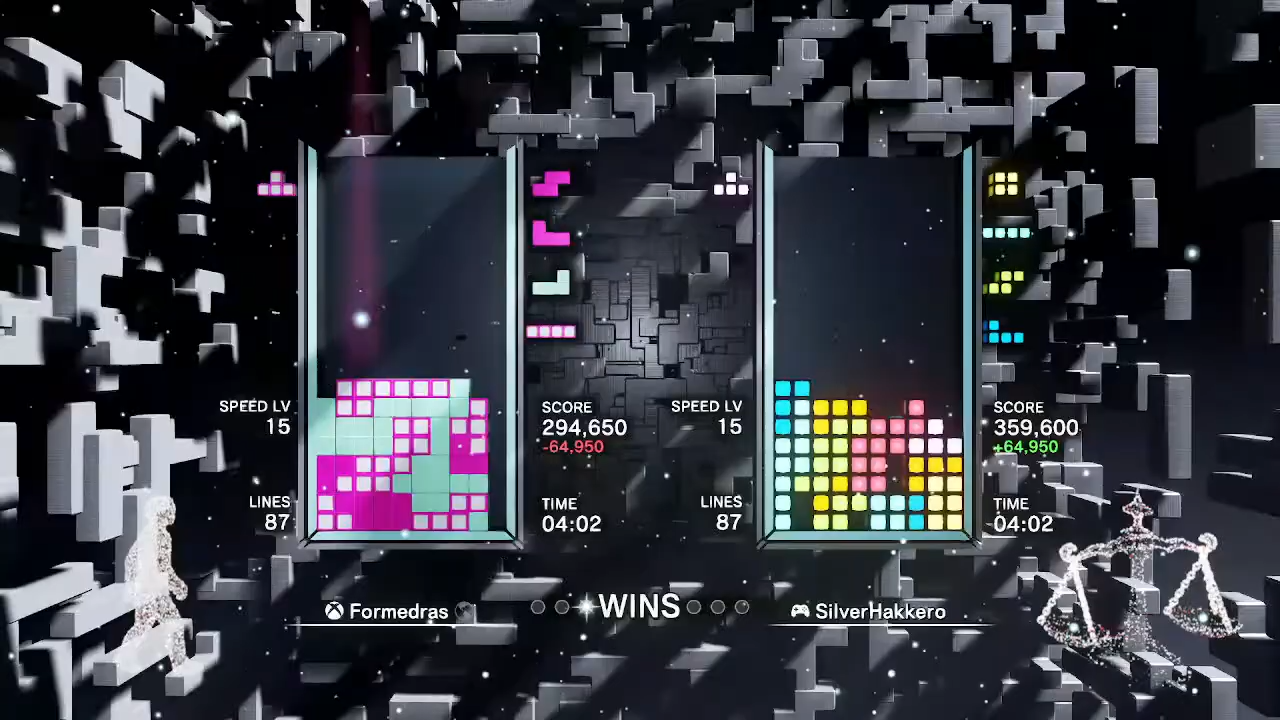 SPEED LV
15
LINES
87
SCORE
294,650
-64,950
TIME
04:02
SPEED LV
15
LINES
87
SCORE
359,600
+64,950
TIME
04:02
Formedras
WINS
SilverHakkero